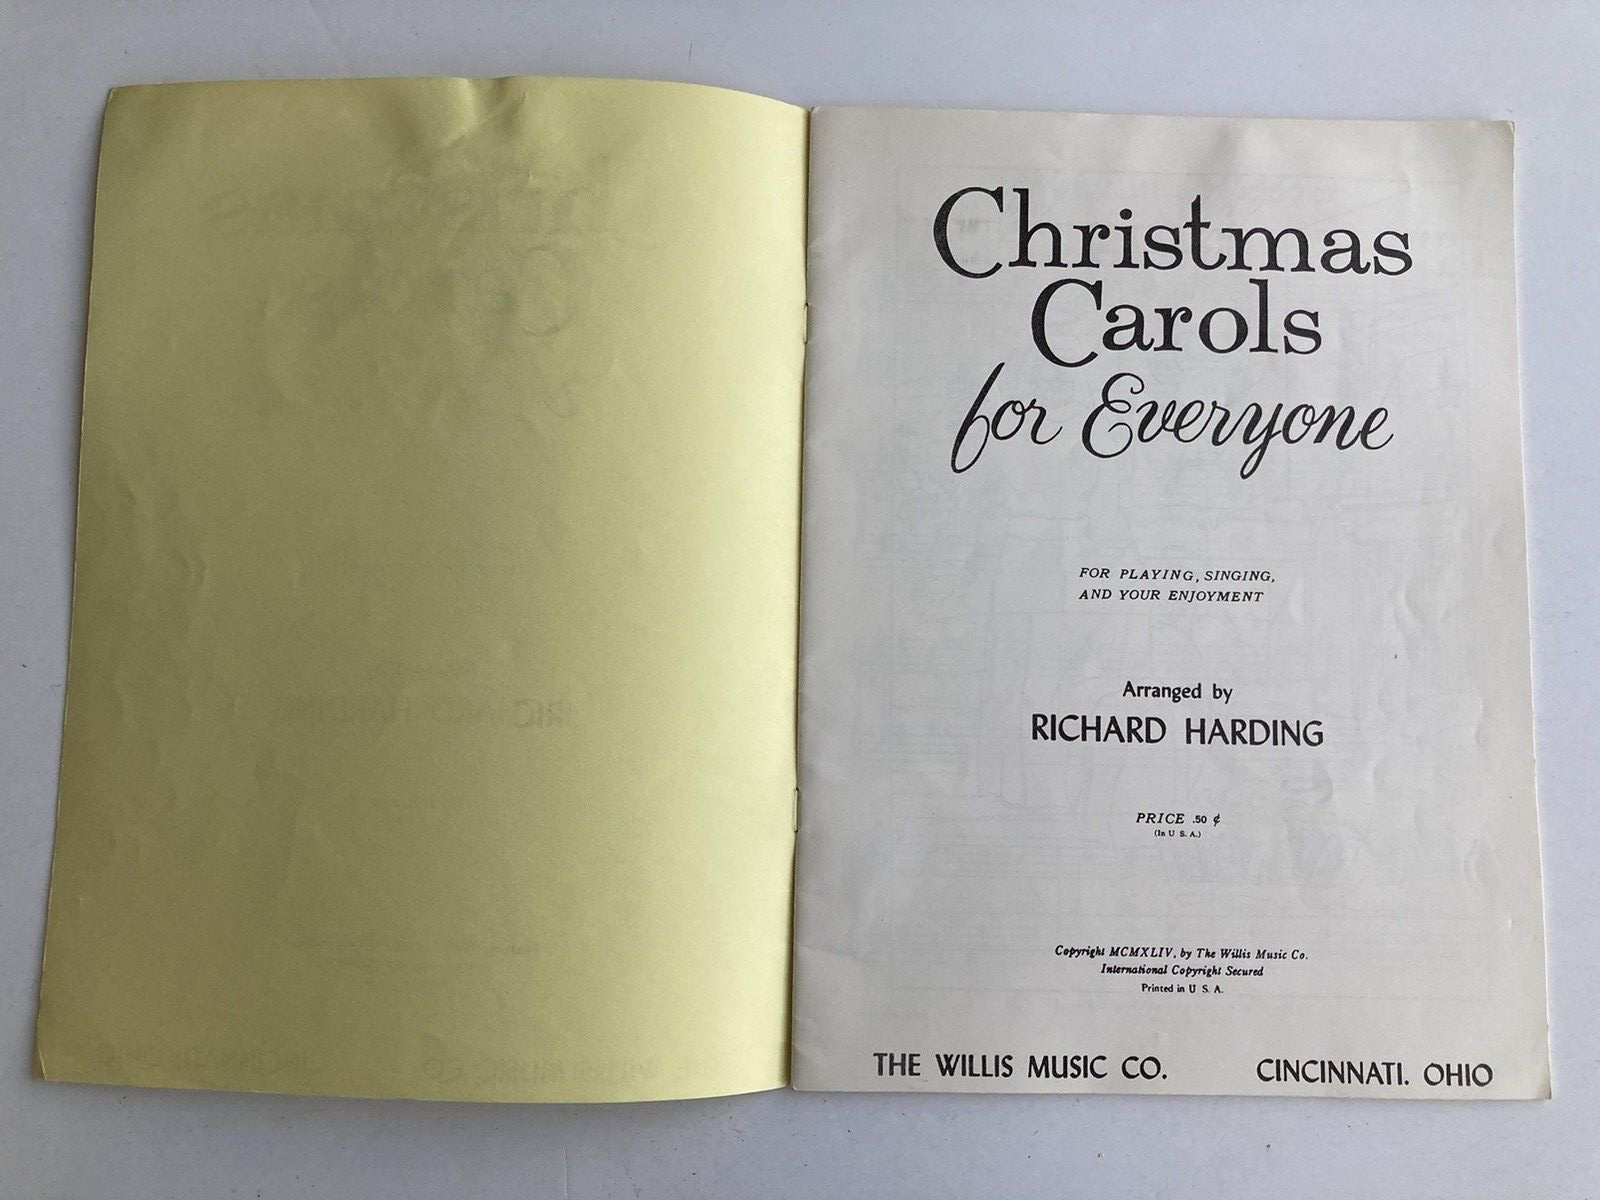 Christmas
Carols
for Everyone
FOR PLAYING, SINGING,
AND YOUR ENJOYMENT
Arranged by
RICHARD HARDING
PRICE .50 ¢
(In U S. A.)
Copyright MCMXLIV, by The Willis Music Co.
International Copyright Secured
Printed in U S. A.
THE WILLIS MUSIC CO. CINCINNATI. OHIO